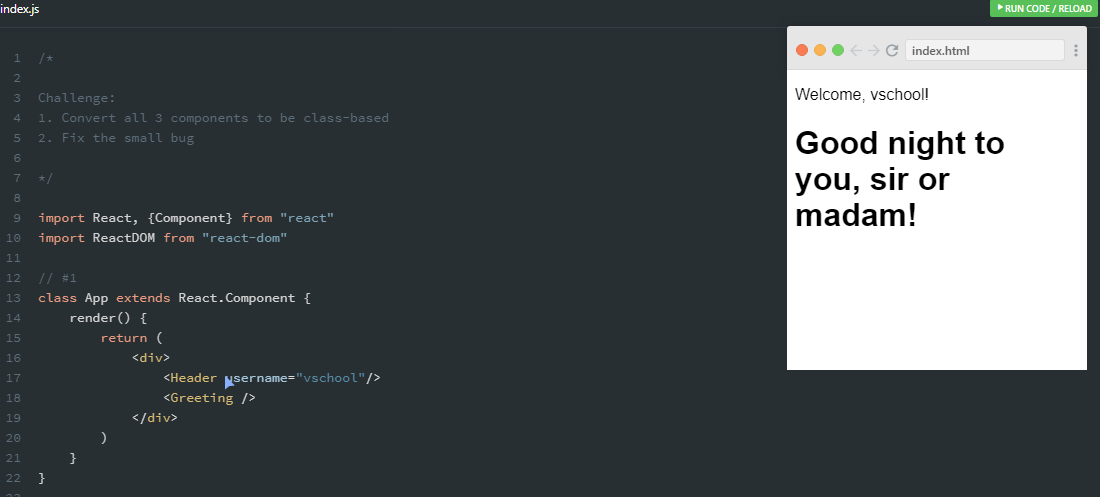 index.js
RUN CODE / RELOAD
index.html
Welcome, vschool!
Good night to
you, sir or
madam!
1 /*
2
3 Challenge:
4 1. Convert all 3 components to be class-based
5 2. Fix the small bug
6
7 */
8
9 import React, {Component} from "react"
10 import ReactDOM from "react-dom"
11
12 // #1
13 class App extends React.Component {
14 render() {
15 return (
16 <div>
17 <Header username="vschool"/>
18 <Greeting />
19 </div>
20 )
21 }
22 }